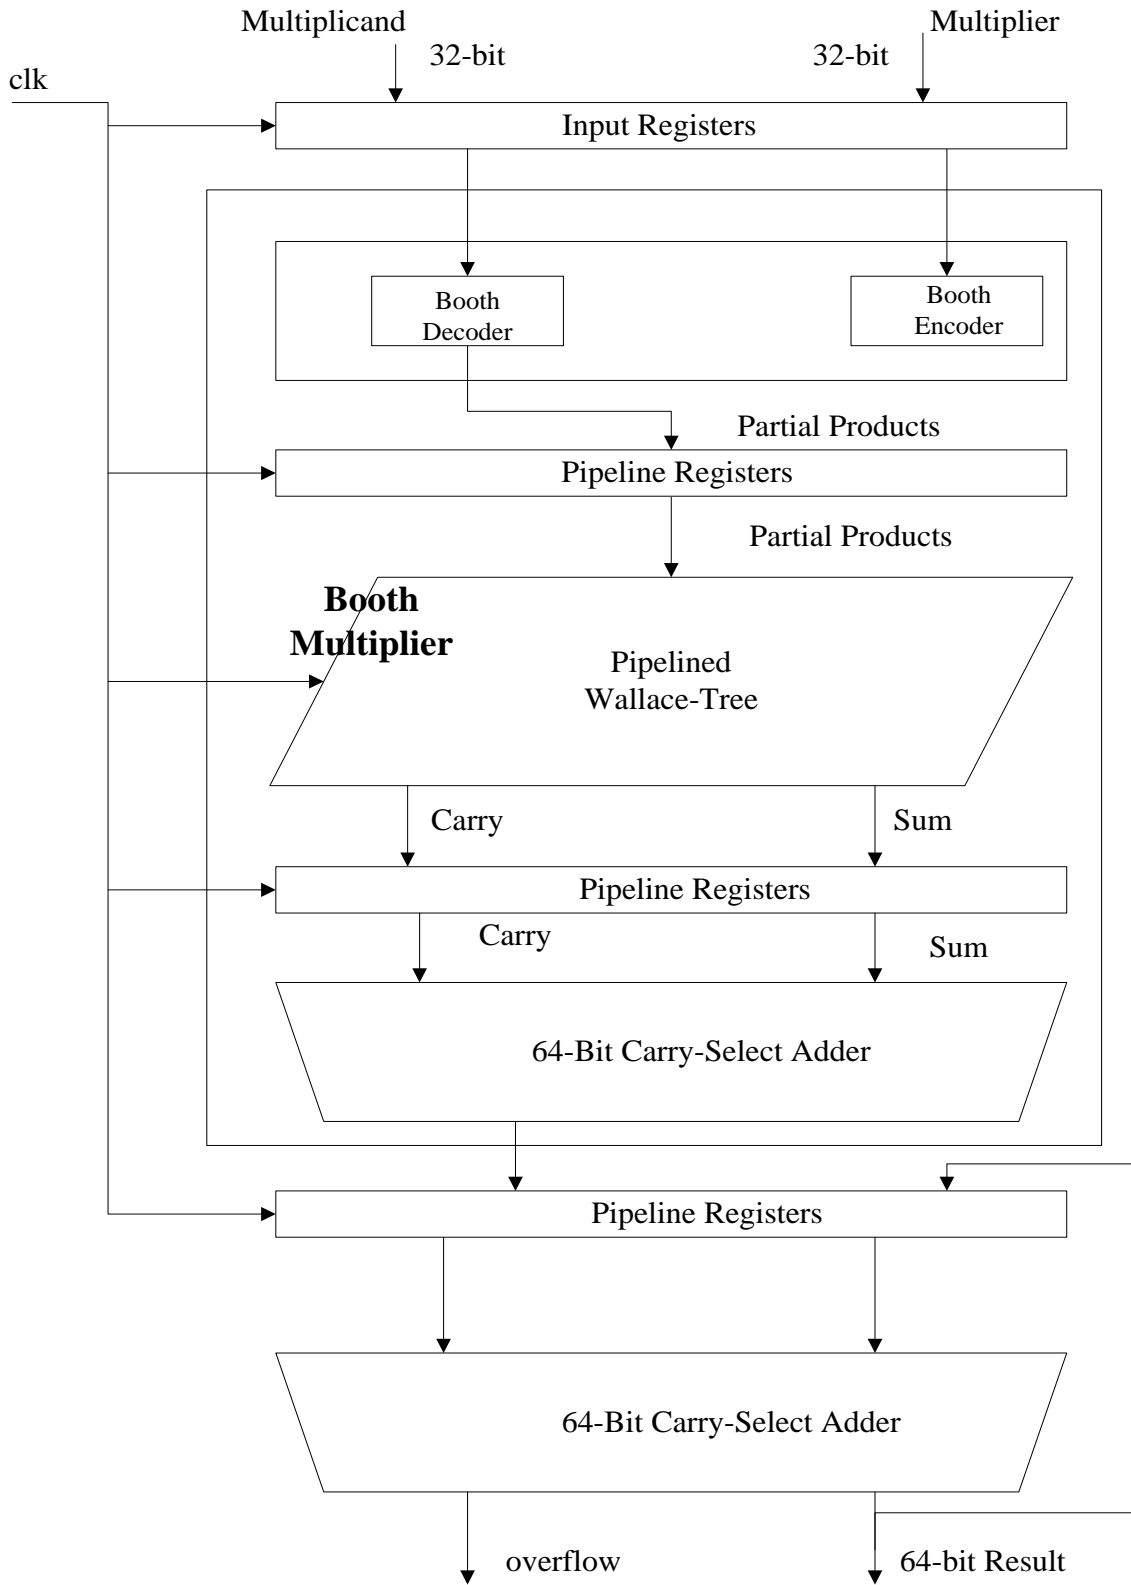 Multiplicand
Multiplier
32-bit
32-bit
clk
Input Registers
Booth
Decoder
Booth
Encoder
Partial Products
Pipeline Registers
Partial Products
Booth
Multiplier
Pipelined
Wallace-Tree
Carry
Sum
Pipeline Registers
Carry
Sum
64-Bit Carry-Select Adder
Pipeline Registers
64-Bit Carry-Select Adder
overflow
64-bit Result